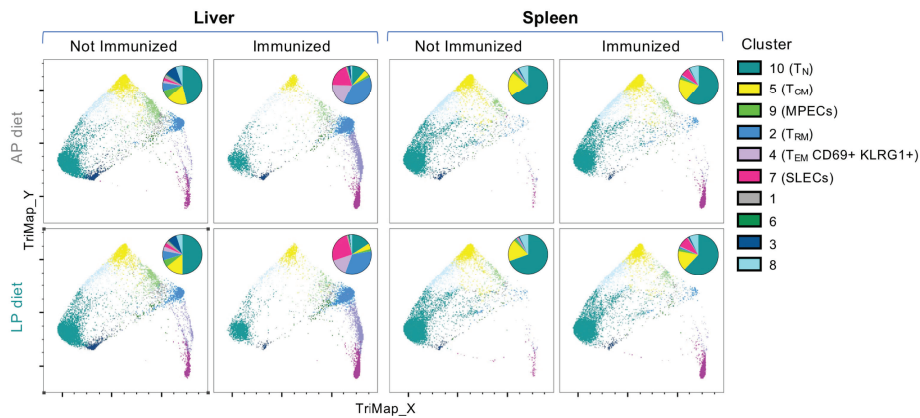 Liver
Spleen
Not Immunized
Immunized
Not Immunized
Immunized
Cluster
10 (TN)
5 (TCM)
9 (MPECs)
2 (TRM)
4 (TEM CD69+ KLRG1+)
7 (SLECs)
1
6
3
8
AP diet
LP diet
TriMap_Y
TriMap_X